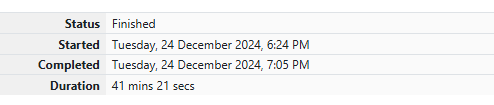 Status Finished
Started Tuesday, 24 December 2024, 6:24 PM
Completed Tuesday, 24 December 2024, 7:05 PM
Duration 41 mins 21 secs